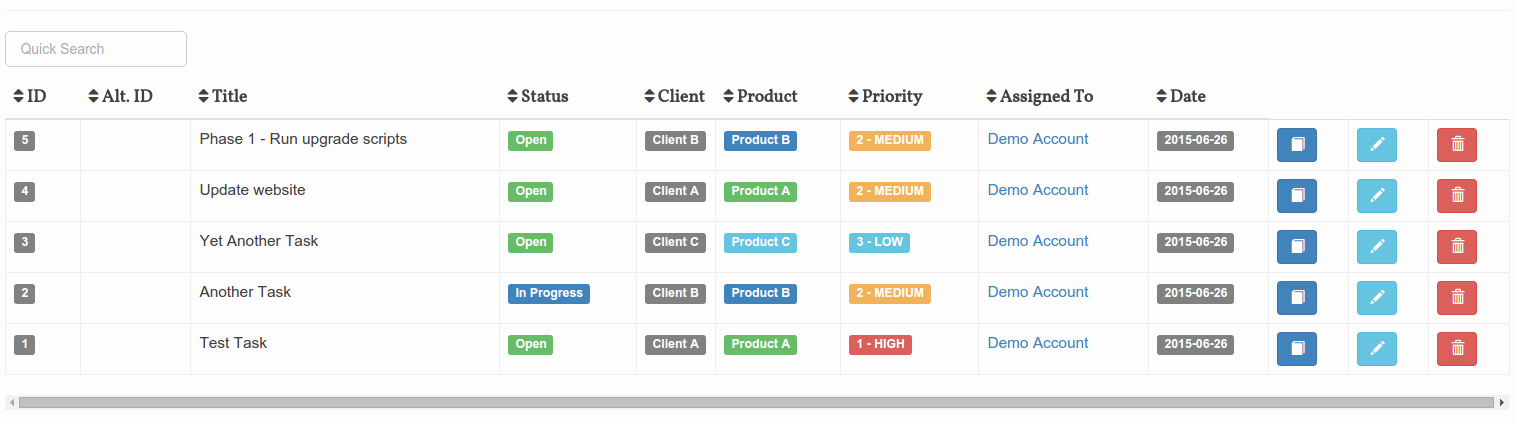 Quick Search
ID Alt. ID Title Status Client Product Priority Assigned To Date
5 Phase 1 - Run upgrade scripts Open Client B Product B 2 - MEDIUM Demo Account 2015-06-26
4 Update website Open Client A Product A 2 - MEDIUM Demo Account 2015-06-26
3 Yet Another Task Open Client C Product C 3 - LOW Demo Account 2015-06-26
2 Another Task In Progress Client B Product B 2 - MEDIUM Demo Account 2015-06-26
1 Test Task Open Client A Product A 1 - HIGH Demo Account 2015-06-26